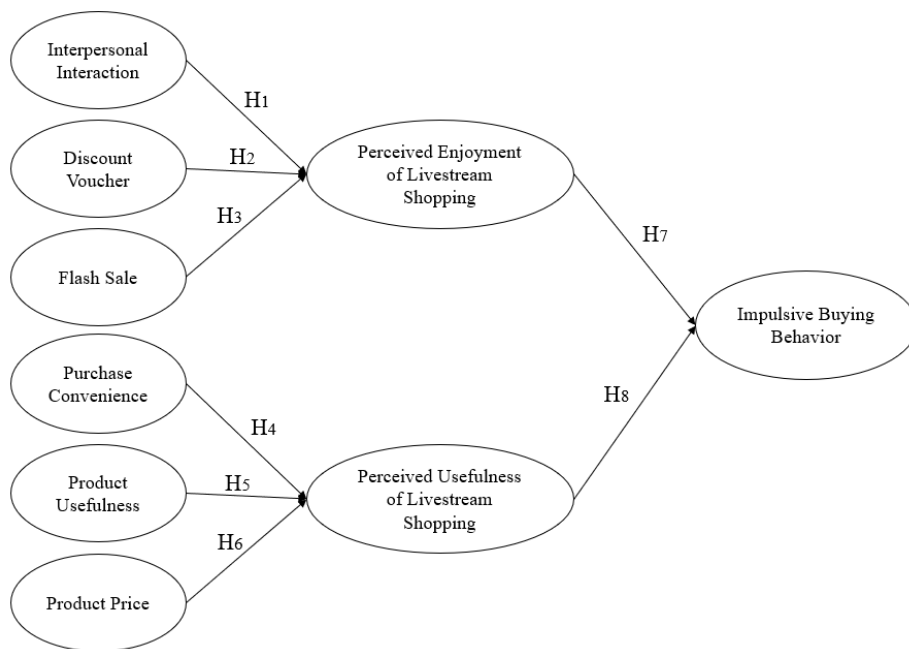 Interpersonal
Interaction
H1
Discount
Voucher
H2
Flash Sale
H3
Perceived Enjoyment
of Livestream
Shopping
H7
Impulsive Buying
Behavior
Purchase
Convenience
H4
Product
Usefulness
H5
Product Price
H6
Perceived Usefulness
of Livestream
Shopping
H8